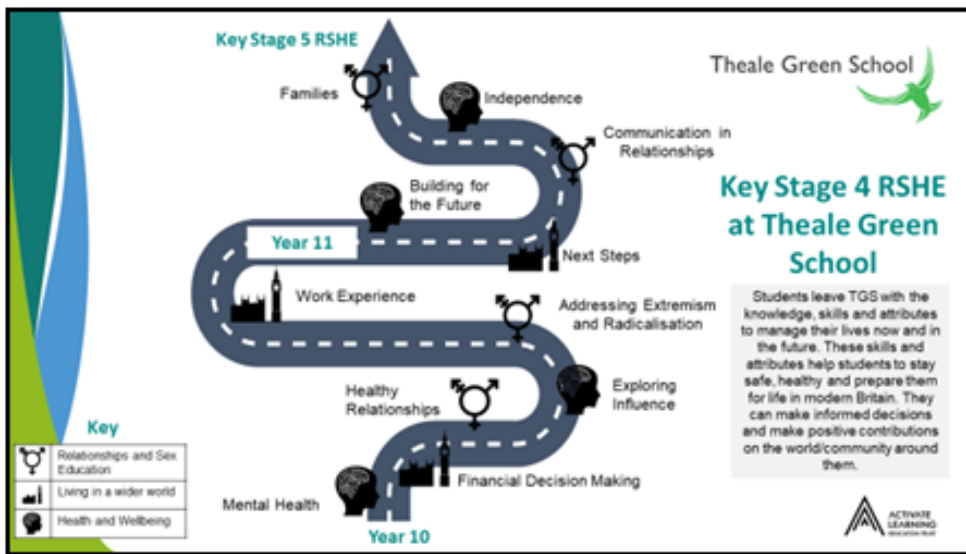 Key Stage 5 RSHE
Families
Independence
Communication in
Relationships
Building for
the Future
Year 11
Next Steps
Work Experience
Addressing Extremism
and Radicalisation
Healthy
Relationships
Exploring
Influence
Financial Decision Making
Mental Health
Year 10
Key
Relationships and Sex
Education
Living in a wider world
Health and Wellbeing
Theale Green School
Key Stage 4 RSHE
at Theale Green
School
Students leave TGS with the
knowledge, skills and attributes
to manage their lives now and in
the future. These skills and
attributes help students to stay
safe, healthy and prepare them
for life in modern Britain. They
can make informed decisions
and make positive contributions
on the world/community around
them.
ACTIVATE
LEARNING
EDUCATION TRUST